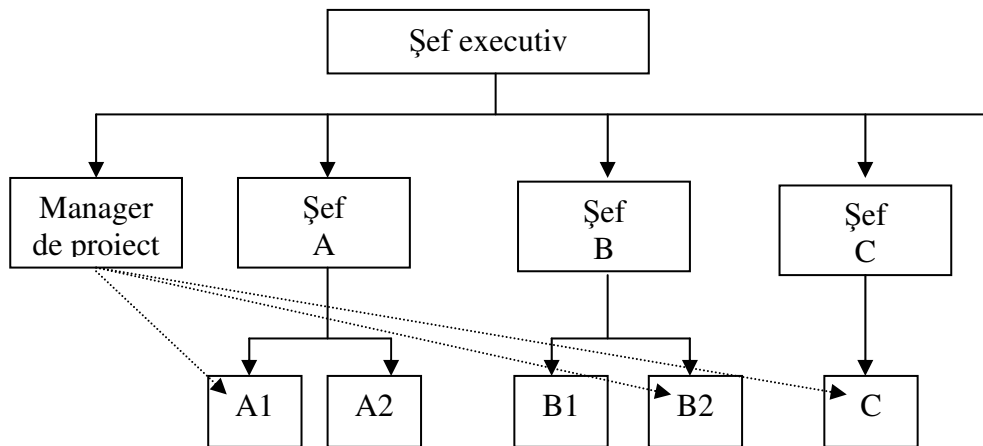 Şef executiv
Manager
de proiect
Şef
A
Şef
B
Şef
C
A1
A2
B1
B2
C